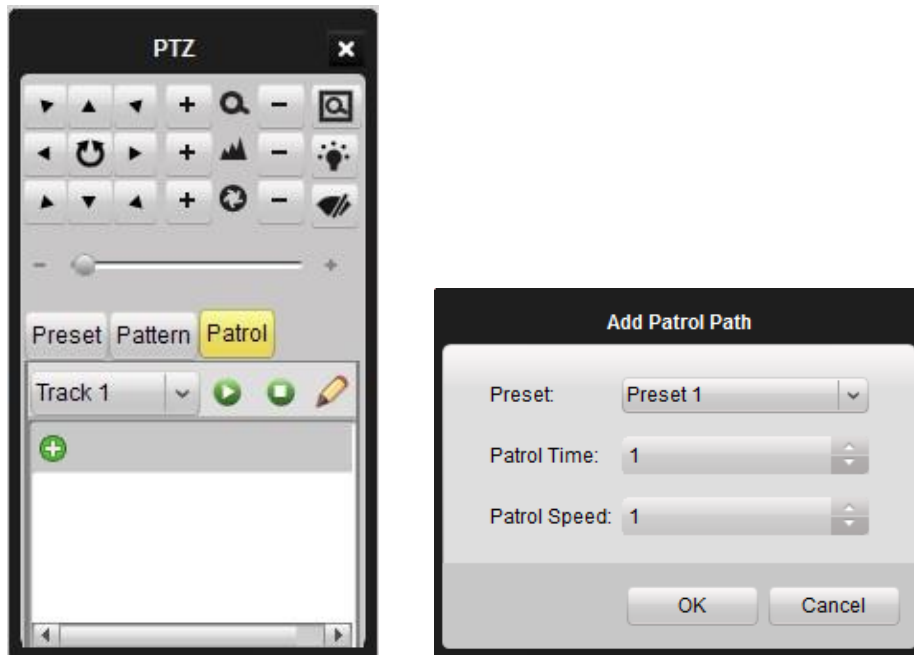 PTZ
Preset Pattern Patrol
Track 1
Add Patrol Path
Preset: Preset 1
Patrol Time: 1
Patrol Speed: 1
OK Cancel